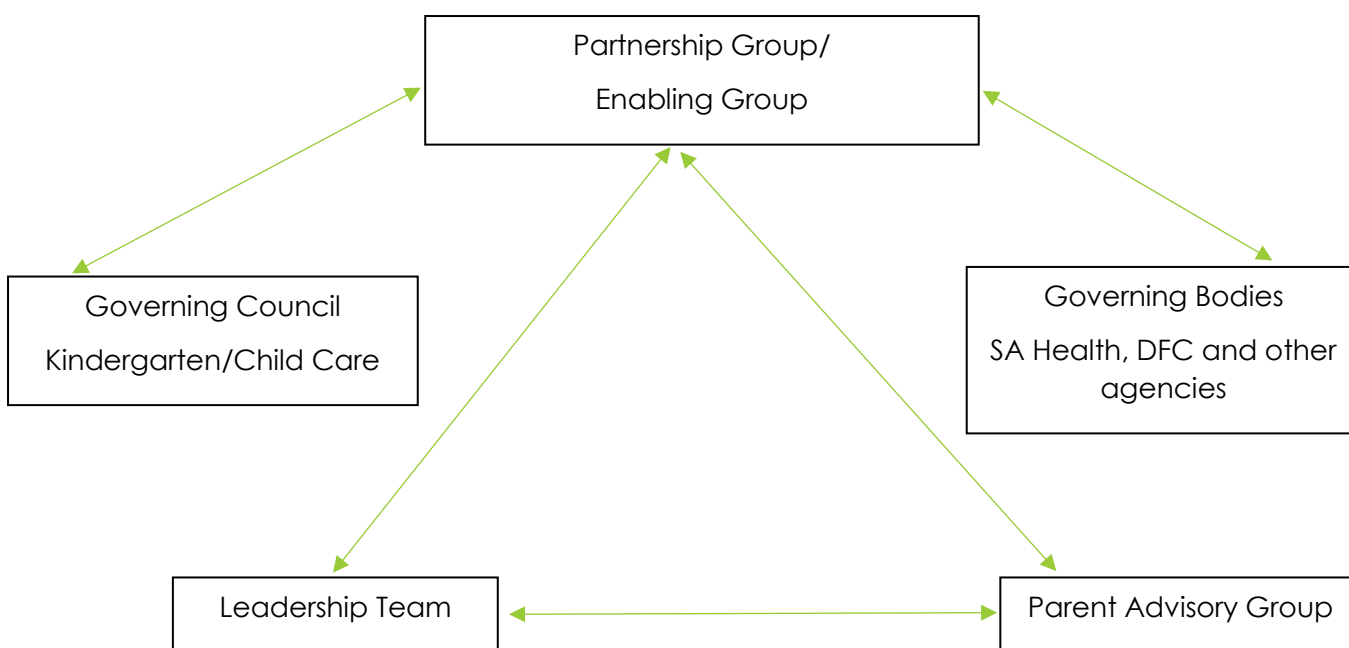 Partnership Group/
Enabling Group
Governing Council
Kindergarten/Child Care
Governing Bodies
SA Health, DFC and other
agencies
Leadership Team
Parent Advisory Group